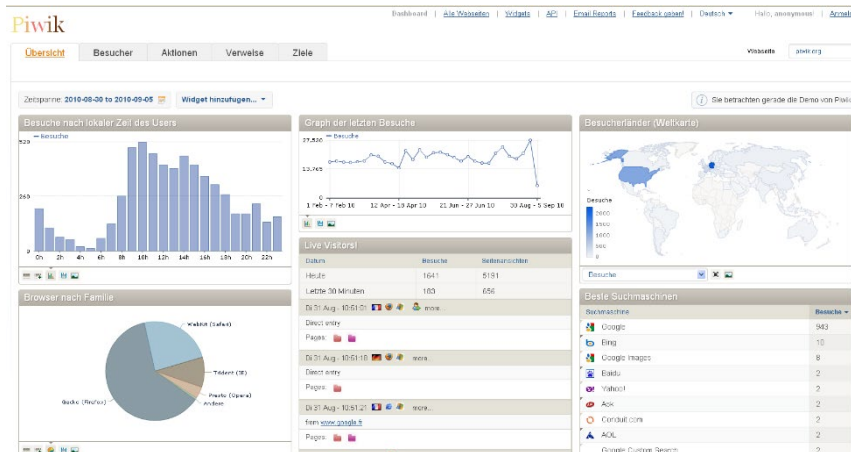 Piwik
Dashboard | Alle Webseiten | Widgets | API | Email Reports | Feedback geben! | Deutsch | Hallo, anonymous! |
Übersicht Besucher Aktionen Verweise Ziele
Webseite piwik.org
Zeitspanne: 2010-08-30 to 2010-09-05 Widget hinzufugen...
Sie betrachten gerade die Demo von Piwik
Besuche nach lokaler Zeit des Users
Besuche
520
260
0
0h 2h 4h 6h 8h 10h 12h 14h 16h 18h 20h 22h
Browser nach Familie
WebKit (Safari)
Trident (IE)
Presto (Opera)
Andere
Gecko (Firefox)
Graph der letzten Besuche
Besuche
27,530
13,765
0
1 Feb - 7 Feb 10 12 Apr - 18 Apr 10 21 Jun - 27 Jun 10 30 Aug - 5 Sep 10
Live Visitors!
Datum Besuche Seitenansichten
Heute 1641 5191
Letzte 30 Minuten 183 656
Di 31 Aug - 10:51:31 more...
Direct entry
Pages:
Di 31 Aug - 10:51:18 more...
Direct entry
Pages:
Di 31 Aug - 10:51:21 more...
from www.google.fr
Pages:
Besucherländer (Weltkarte)
Besuche
2000
1500
1000
500
0
Besuche
Beste Suchmaschinen
Suchmaschine Besuche
Google 943
Bing 10
Google Images 8
Baidu 2
Yahoo! 2
Ask 2
Conduit.com 2
AOL 2
Google Custom Search